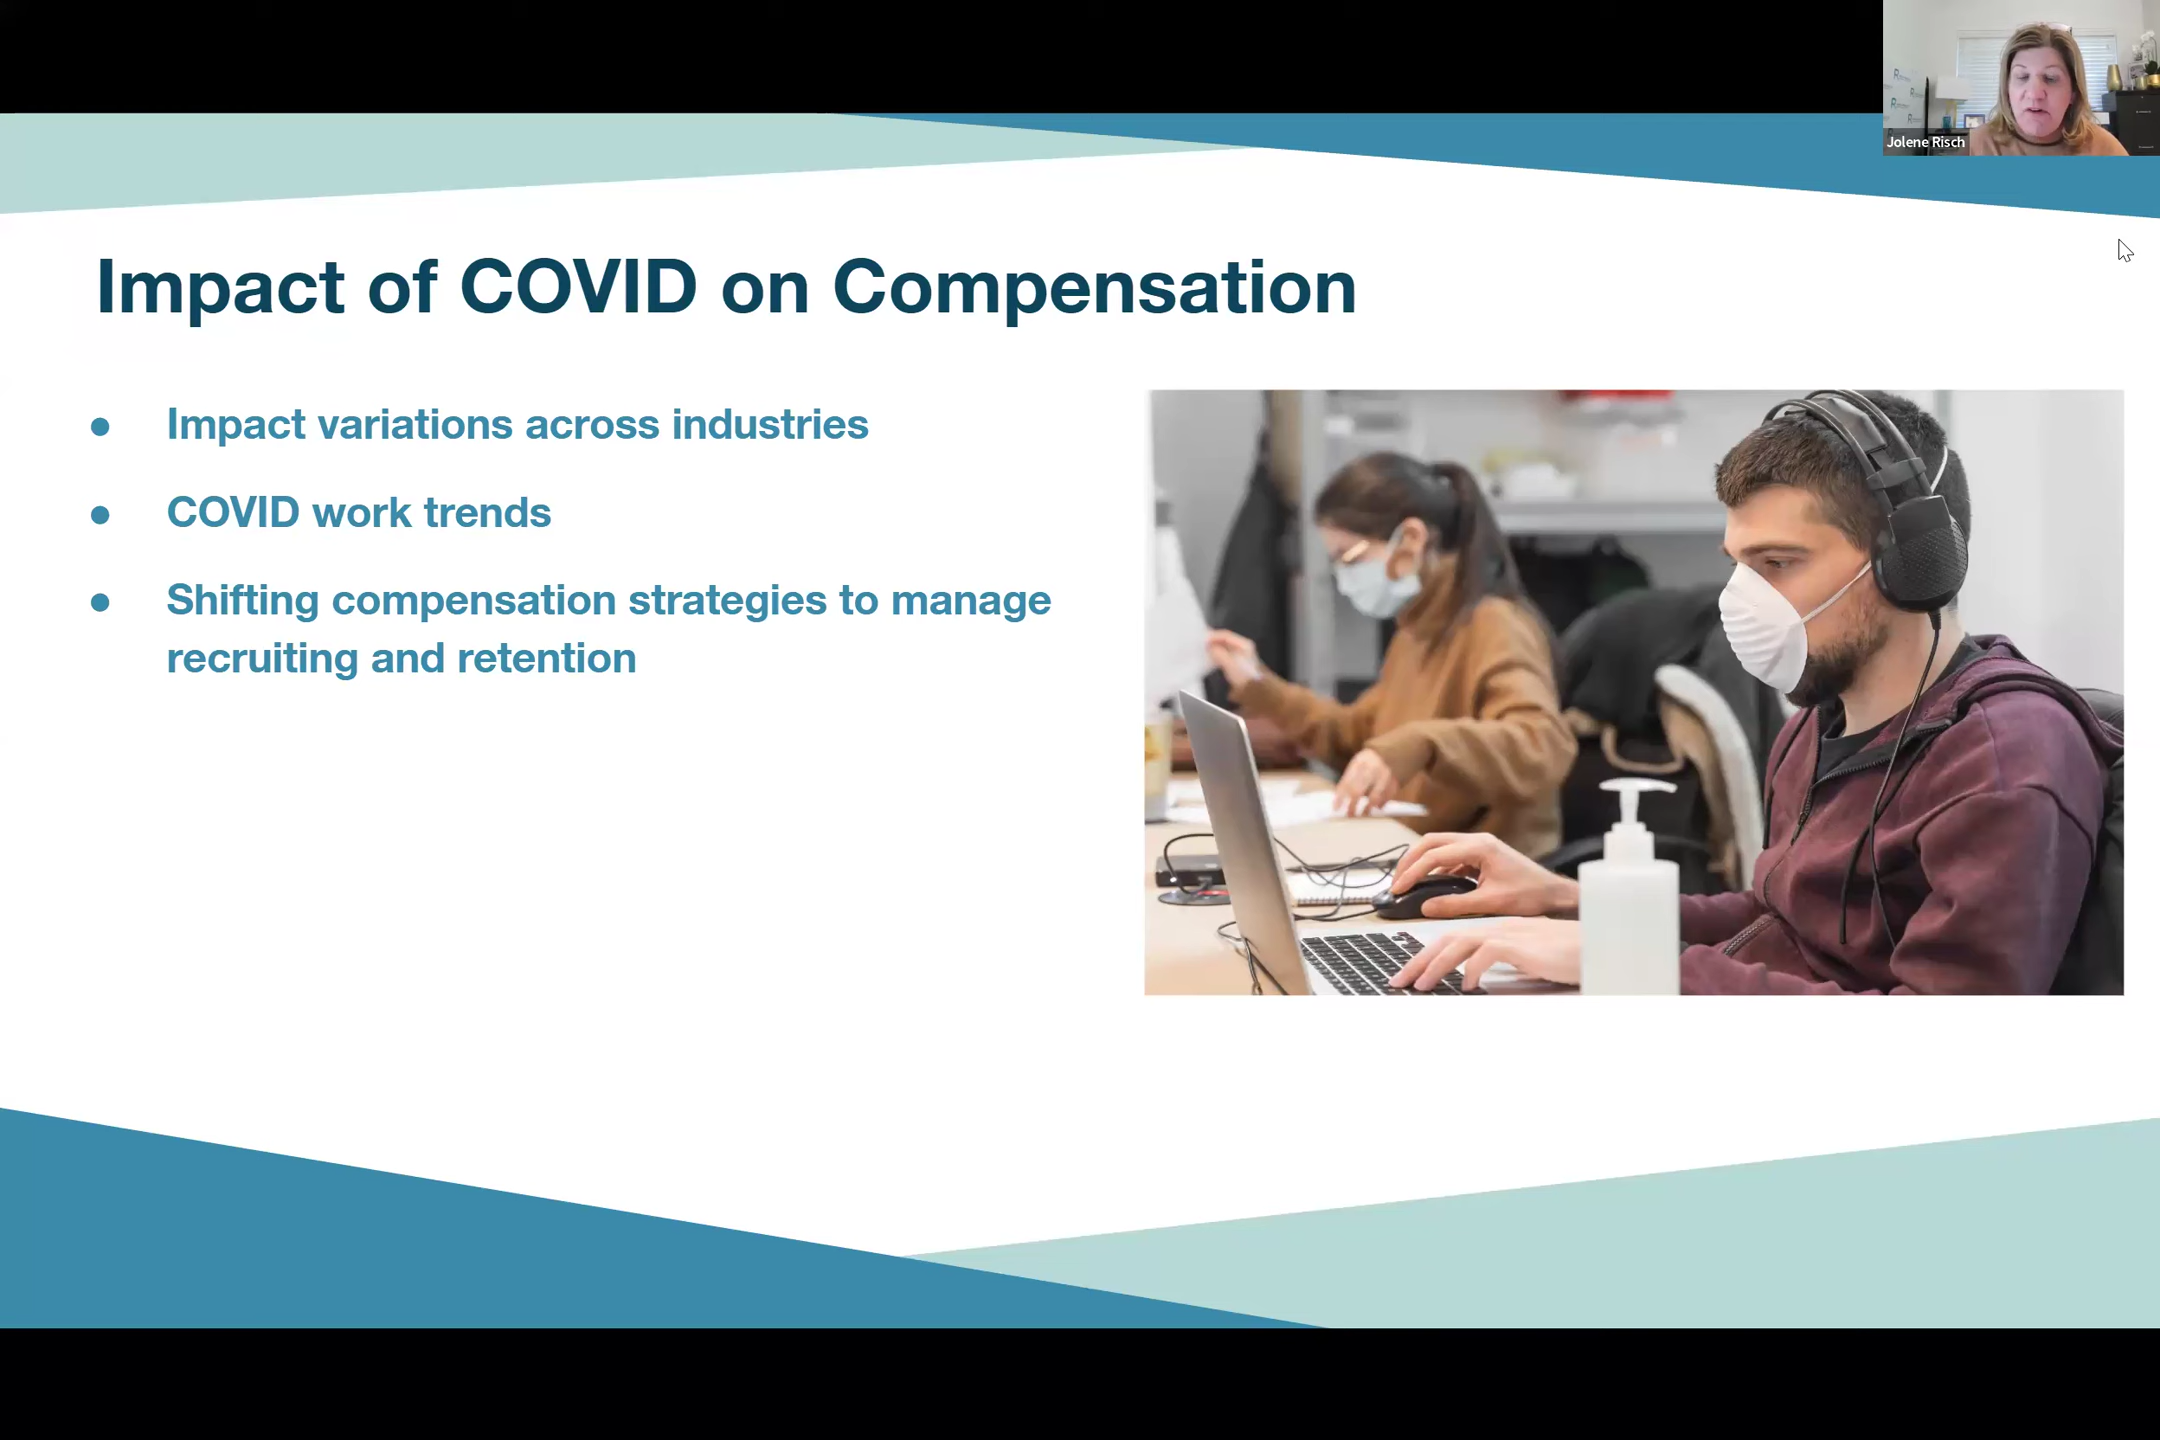 Jolene Risch
Impact of COVID on Compensation
● Impact variations across industries
● COVID work trends
● Shifting compensation strategies to manage
recruiting and retention